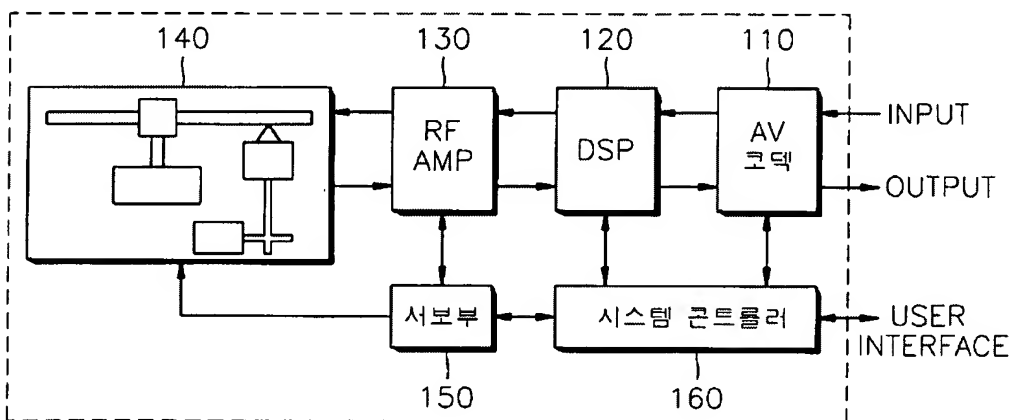 140
130
120
110
RF
AMP
DSP
AV
코덱
INPUT
OUTPUT
서보부
시스템 콘트롤러
USER
INTERFACE
150
160